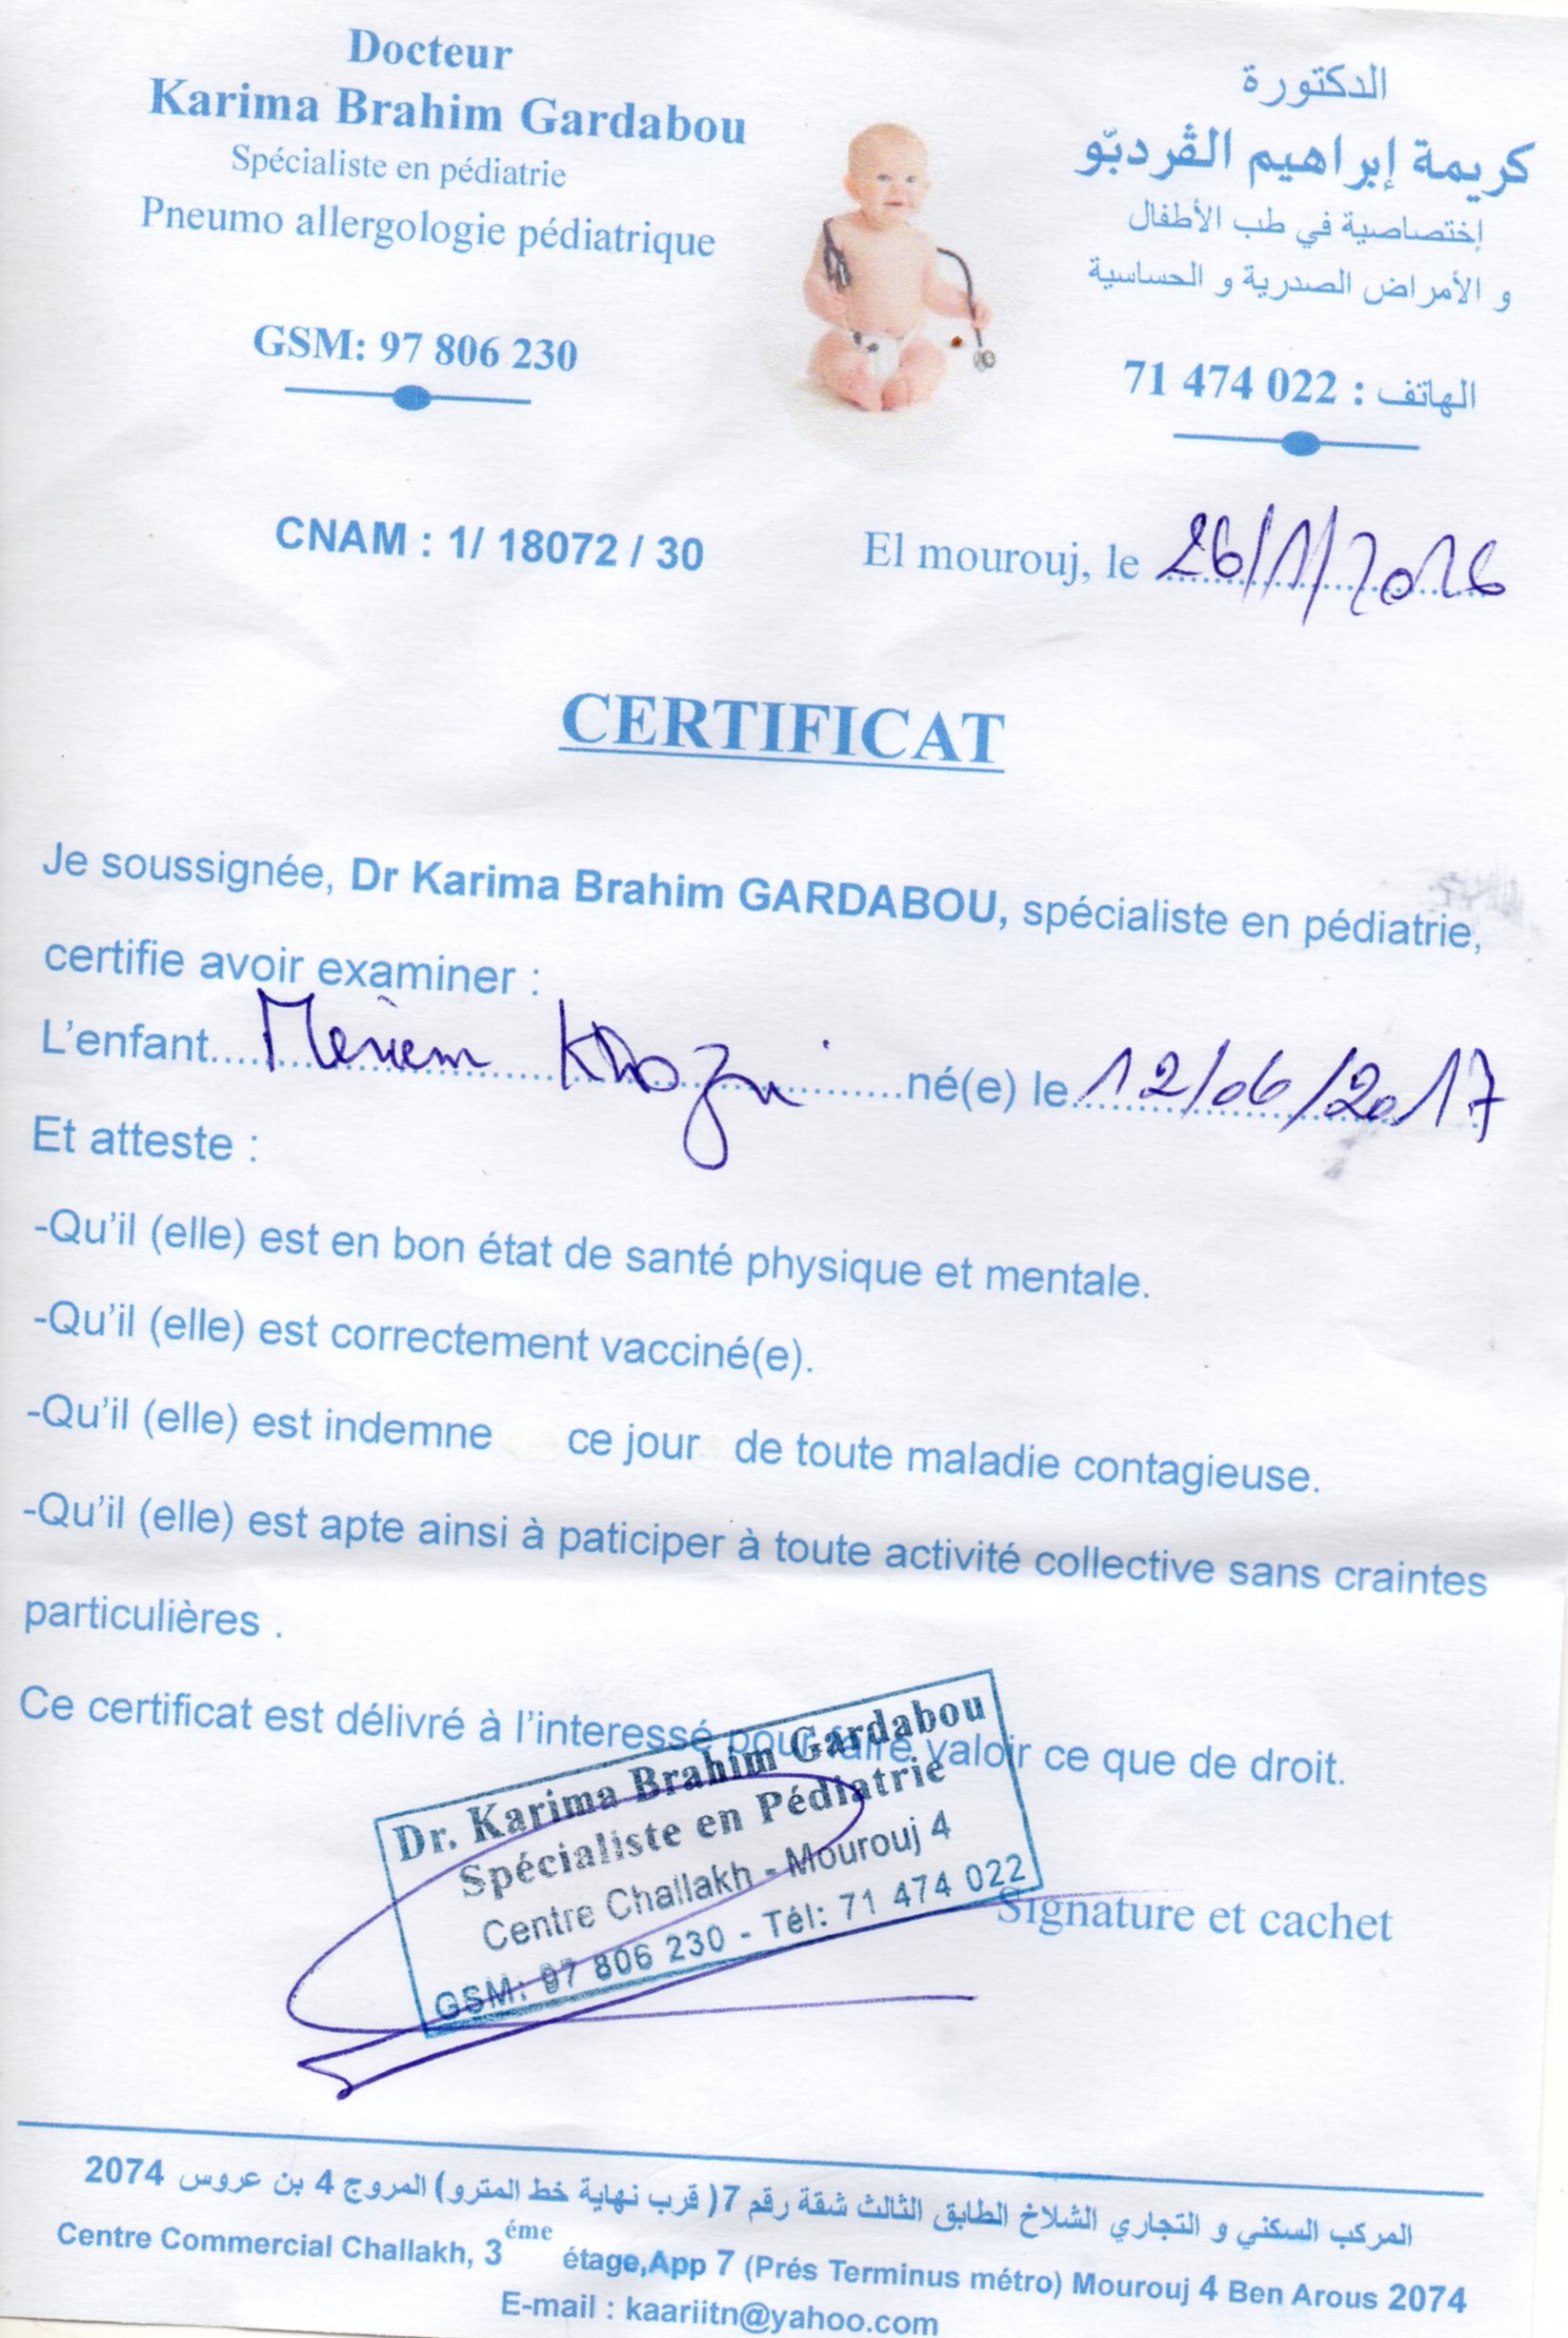 Docteur
Karima Brahim Gardabou
Spécialiste en pédiatrie
Pneumo allergologie pédiatrique
GSM: 97 806 230
الدكتورة
كريمة إبراهيم الڤردبّو
إختصاصية في طب الأطفال
و الأمراض الصدرية و الحساسية
الهاتف : 71 474 022
CNAM : 1/ 18072 / 30
El mourouj, le 26/1/2026
CERTIFICAT
Je soussignée, Dr Karima Brahim GARDABOU, spécialiste en pédiatrie,
certifie avoir examiner :
L'enfant.....Meriem..........né(e) le 12/06/2017
Et atteste :
-Qu'il (elle) est en bon état de santé physique et mentale.
-Qu'il (elle) est correctement vacciné(e).
-Qu'il (elle) est indemne ce jour de toute maladie contagieuse.
-Qu'il (elle) est apte ainsi à paticiper à toute activité collective sans craintes
particulières .
Ce certificat est délivré à l'interessé pour faire valoir ce que de droit.
Dr. Karima Brahim Gardabou
Spécialiste en Pédiatrie
Centre Challakh - Mourouj 4
GSM: 97 806 230 - Tél: 71 474 022
Signature et cachet
المركب السكني و التجاري الشلاخ الطابق الثالث شقة رقم 7( قرب نهاية خط المترو) المروج 4 بن عروس 2074
Centre Commercial Challakh, 3éme étage,App 7 (Prés Terminus métro) Mourouj 4 Ben Arous 2074
E-mail : kaariitn@yahoo.com